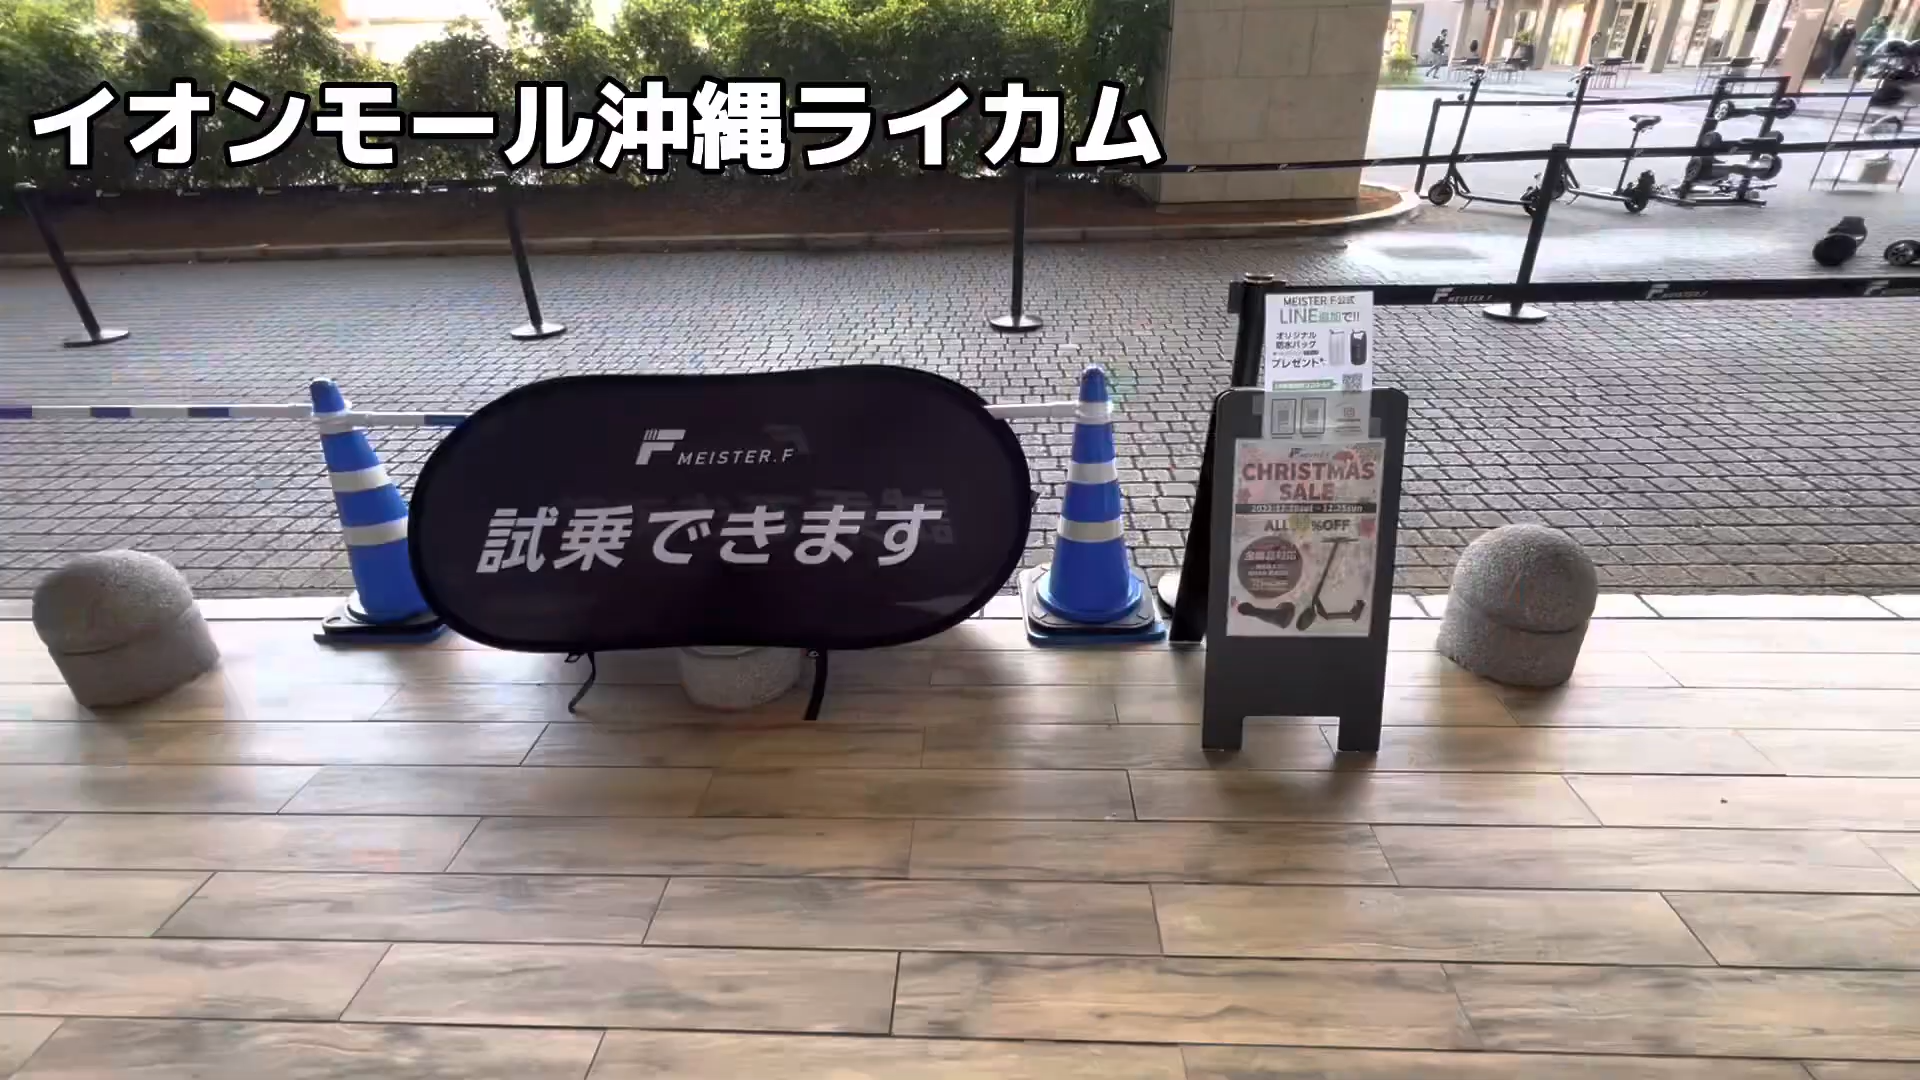 イオンモール沖縄ライカム
MEISTER.F
MEISTER.F
MEISTER.F 公式
LINE追加で!!
オリジナル
防水バッグ
プレゼント
MEISTER.F
試乗できます
CHRISTMAS
SALE
%OFF